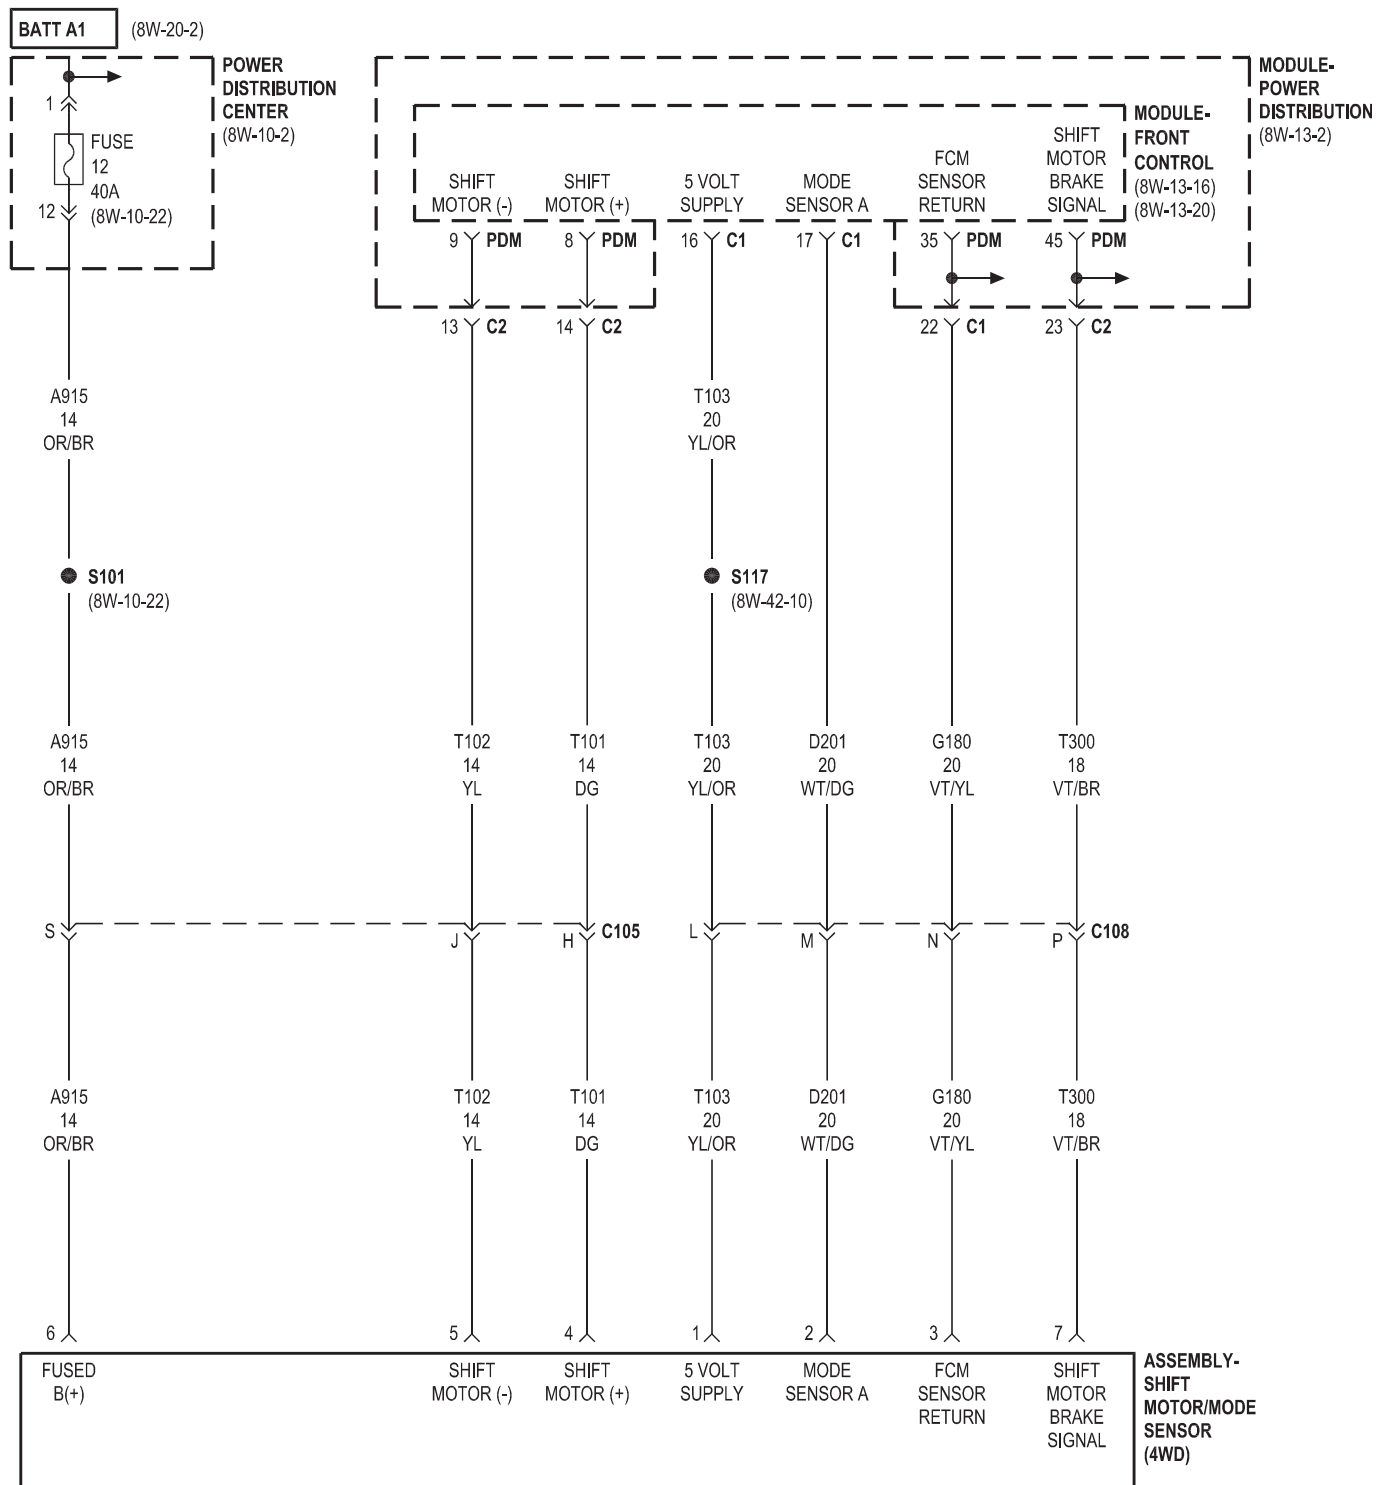 BATT A1 (8W-20-2)
POWER
DISTRIBUTION
CENTER
(8W-10-2)
1
FUSE
12
40A
(8W-10-22)
12
MODULE-
POWER
DISTRIBUTION
(8W-13-2)
MODULE-
FRONT
CONTROL
(8W-13-16)
(8W-13-20)
SHIFT
MOTOR (-)
SHIFT
MOTOR (+)
5 VOLT
SUPPLY
MODE
SENSOR A
FCM
SENSOR
RETURN
SHIFT
MOTOR
BRAKE
SIGNAL
9 PDM
8 PDM
16 C1
17 C1
35 PDM
45 PDM
13 C2
14 C2
22 C1
23 C2
A915
14
OR/BR
T103
20
YL/OR
S101
(8W-10-22)
S117
(8W-42-10)
A915
14
OR/BR
T102
14
YL
T101
14
DG
T103
20
YL/OR
D201
20
WT/DG
G180
20
VT/YL
T300
18
VT/BR
S
J
H
C105
L
M
N
P
C108
A915
14
OR/BR
T102
14
YL
T101
14
DG
T103
20
YL/OR
D201
20
WT/DG
G180
20
VT/YL
T300
18
VT/BR
6
5
4
1
2
3
7
FUSED
B(+)
SHIFT
MOTOR (-)
SHIFT
MOTOR (+)
5 VOLT
SUPPLY
MODE
SENSOR A
FCM
SENSOR
RETURN
SHIFT
MOTOR
BRAKE
SIGNAL
ASSEMBLY-
SHIFT
MOTOR/MODE
SENSOR
(4WD)